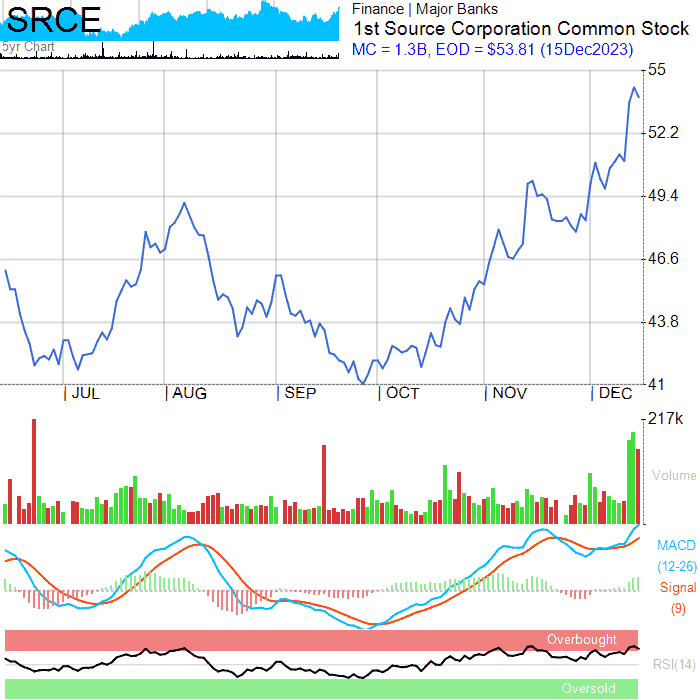 SRCE
5yr Chart
Finance | Major Banks
1st Source Corporation Common Stock
MC = 1.3B, EOD = $53.81 (15Dec2023)
55
52.2
49.4
46.6
43.8
41
JUL AUG SEP OCT NOV DEC
217k
Volume
MACD
(12-26)
Signal
(9)
Overbought
RSI(14)
Oversold